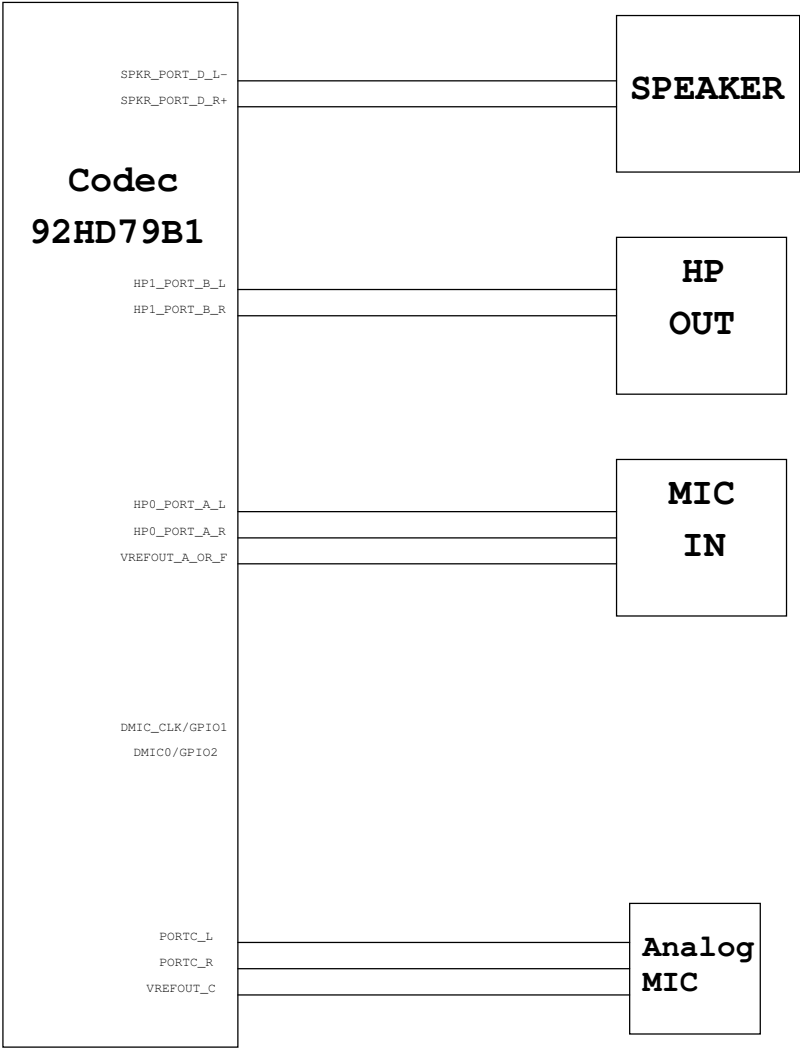 SPKR_PORT_D_L-
SPKR_PORT_D_R+
SPEAKER
Codec
92HD79B1
HP1_PORT_B_L
HP1_PORT_B_R
HP
OUT
HP0_PORT_A_L
HP0_PORT_A_R
VREFOUT_A_OR_F
MIC
IN
DMIC_CLK/GPIO1
DMIC0/GPIO2
PORTC_L
PORTC_R
VREFOUT_C
Analog
MIC